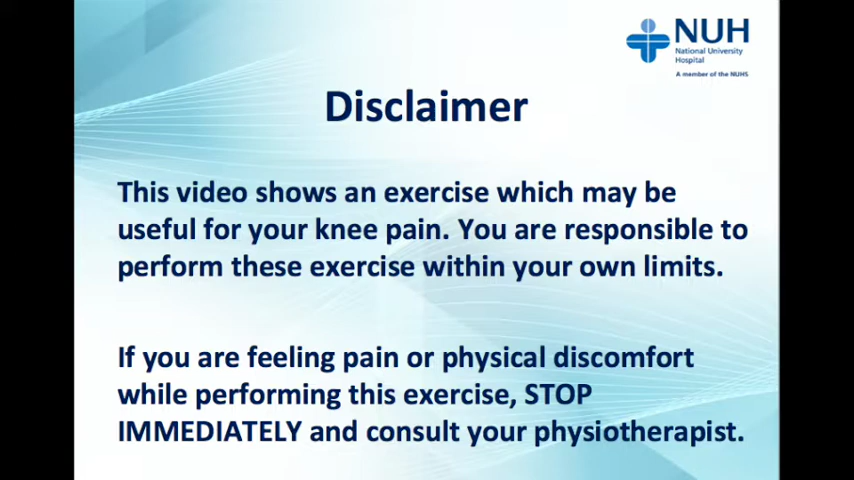 NUH
National University
Hospital
A member of the NUHS
Disclaimer
This video shows an exercise which may be
useful for your knee pain. You are responsible to
perform these exercise within your own limits.
If you are feeling pain or physical discomfort
while performing this exercise, STOP
IMMEDIATELY and consult your physiotherapist.